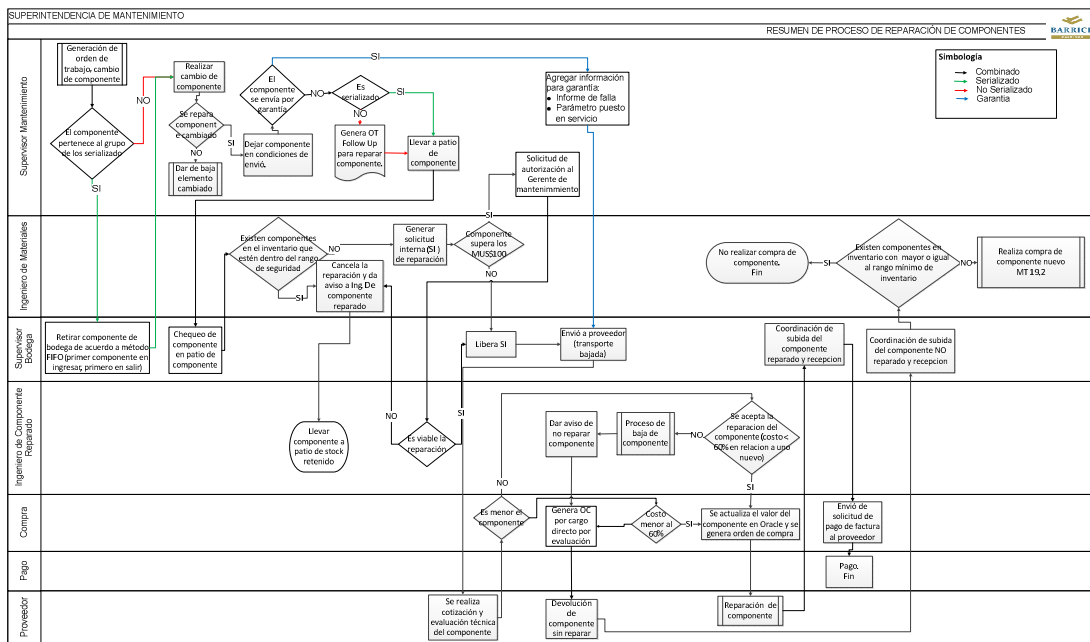 SUPERINTENDENCIA DE MANTENIMIENTO
RESUMEN DE PROCESO DE REPARACIÓN DE COMPONENTES
BARRICK
Simbología
Combinado
Serializado
No Serializado
Garantia
Supervisor Mantenimiento
Generación de
orden de
trabajo, cambio
de componente
El componente
pertenece al grupo
de los serializado
NO
SI
Realizar
cambio de
componente
Se repara
component
e cambiado
SI
NO
Dar de baja
elemento
cambiado
El
componente
se envía por
garantía
SI
NO
Dejar componente
en condiciones de
envió.
Es
serializado
SI
NO
Genera OT
Follow Up
para reparar
componente.
Llevar a patio
de
componente
Agregar información
para garantía:
• Informe de falla
• Parámetro puesto
en servicio
Solicitud de
autorización al
Gerente de
mantenimmiento
Ingeniero de Materiales
Existen componentes
en el inventario que
estén dentro del rango
de seguridad
NO
SI
Generar
solicitud
interna (SI )
de reparación
Componente
supera los
MUS$100
SI
NO
Cancela la
reparación y da
aviso a Ing. De
componente
reparado
No realizar compra de
componente.
Fin
SI
Existen componentes en
inventario con mayor o igual
al rango mínimo de
inventario
NO
Realiza compra de
componente nuevo
MT 19,2
Supervisor
Bodega
Retirar componente de
bodega de acuerdo a método
FIFO (primer componente en
ingresar, primero en salir)
Chequeo de
componente
en patio de
componente
Libera SI
Envió a proveedor
(transporte
bajada)
Coordinación de
subida del
componente
reparado y recepcion
Coordinación de subida
del componente NO
reparado y recepcion
Ingeniero de Componente
Reparado
Llevar
componente a
patio de stock
retenido
NO
Es viable la
reparación
SI
Dar aviso de
no reparar
componente
Proceso de
baja de
componente
NO
Se acepta la
reparacion del
componente (costo<
60% en relacion a uno
nuevo)
SI
Compra
NO
Es menor el
componente
Genera OC
por cargo
directo por
evaluación
Costo
menor al
60%
SI
Se actualiza el valor del
componente en Oracle y se
genera orden de compra
Envió de
solicitud de
pago de factura
al proveedor
Pago
Pago.
Fin
Proveedor
Se realiza
cotización y
evaluación técnica
del componente
Devolución de
componente
sin reparar
Reparación de
componente